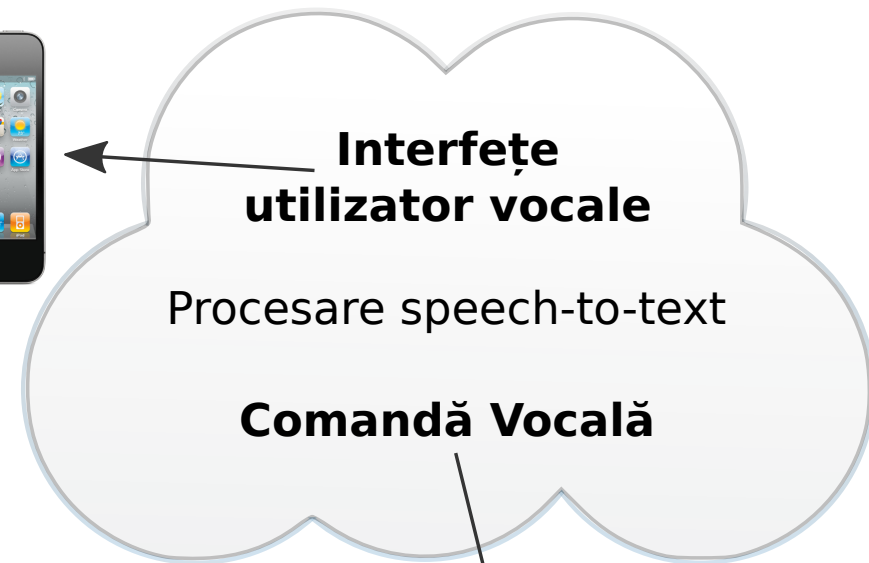 Interfețe
utilizator vocale
Procesare speech-to-text
Comandă Vocală